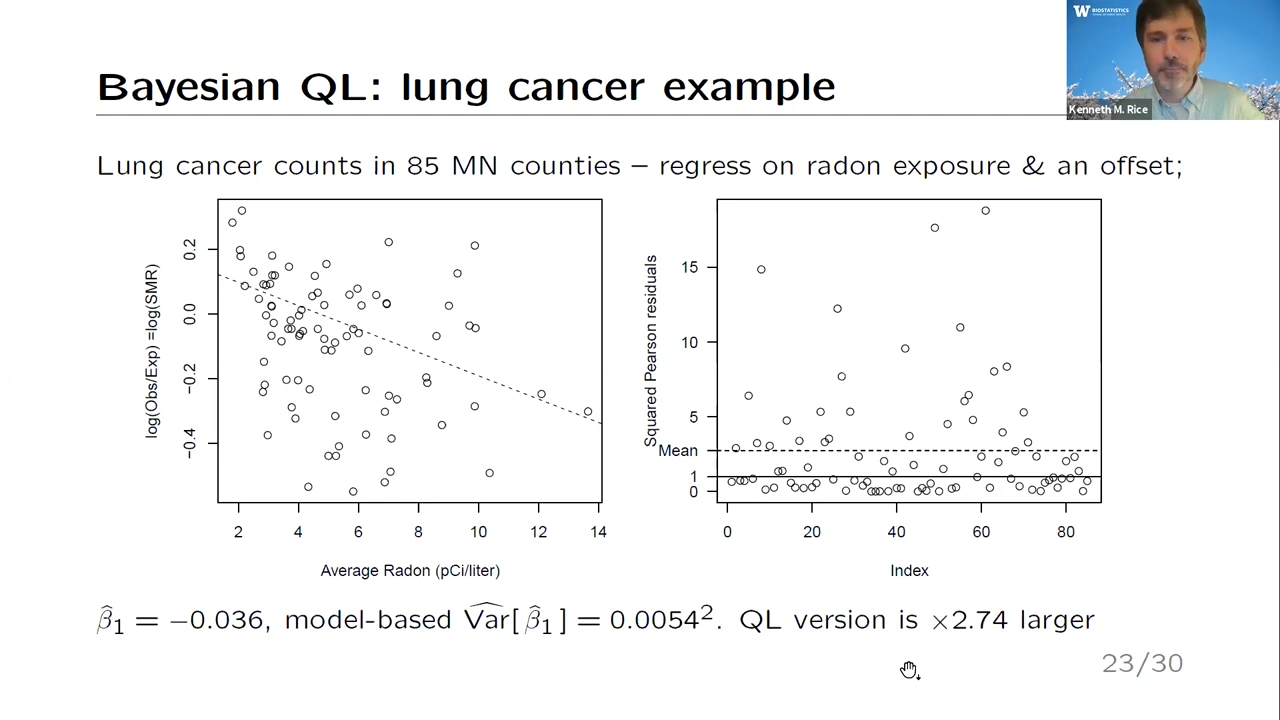 W BIOSTATISTICS
Kenneth M. Rice
Bayesian QL: lung cancer example
Lung cancer counts in 85 MN counties – regress on radon exposure & an offset;
log(Obs/Exp) =log(SMR)
0.2
0.0
−0.2
−0.4
2 4 6 8 10 12 14
Average Radon (pCi/liter)
Squared Pearson residuals
15
10
5
Mean
1
0
0 20 40 60 80
Index
β̂₁ = −0.036, model-based V̂ar[β̂₁] = 0.0054². QL version is ×2.74 larger
23/30